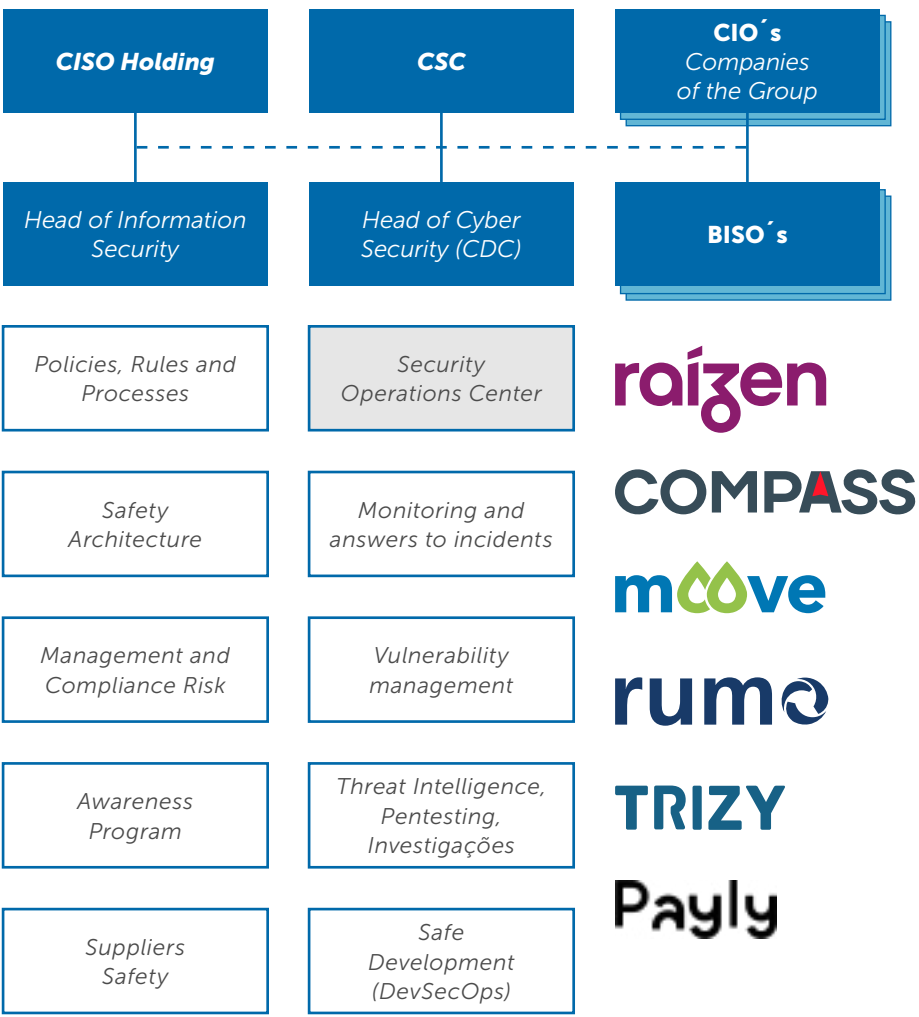 CISO Holding
CSC
CIO´s
Companies
of the Group
Head of Information
Security
Head of Cyber
Security (CDC)
BISO´s
Policies, Rules and
Processes
Safety
Architecture
Management and
Compliance Risk
Awareness
Program
Suppliers
Safety
Security
Operations Center
Monitoring and
answers to incidents
Vulnerability
management
Threat Intelligence,
Pentesting,
Investigações
Safe
Development
(DevSecOps)
raízen
COMPASS
moove
rumo
TRIZY
Payly